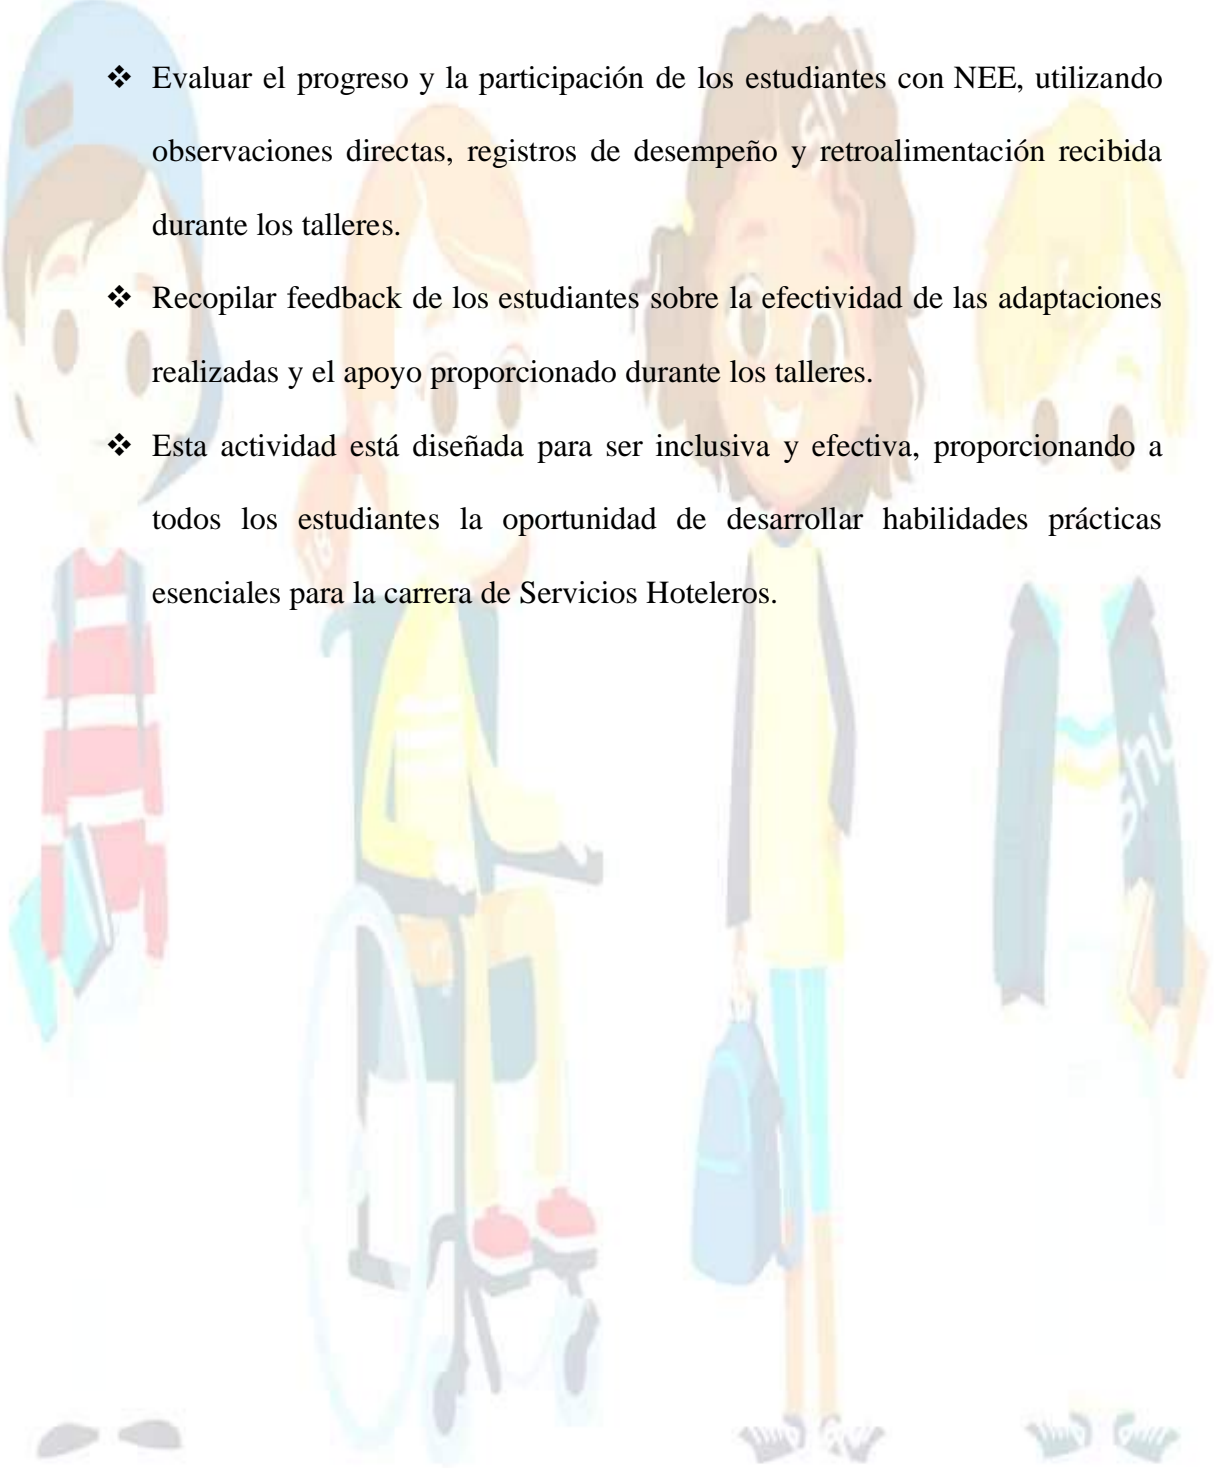 ❖ Evaluar el progreso y la participación de los estudiantes con NEE, utilizando
observaciones directas, registros de desempeño y retroalimentación recibida
durante los talleres.
❖ Recopilar feedback de los estudiantes sobre la efectividad de las adaptaciones
realizadas y el apoyo proporcionado durante los talleres.
❖ Esta actividad está diseñada para ser inclusiva y efectiva, proporcionando a
todos los estudiantes la oportunidad de desarrollar habilidades prácticas
esenciales para la carrera de Servicios Hoteleros.